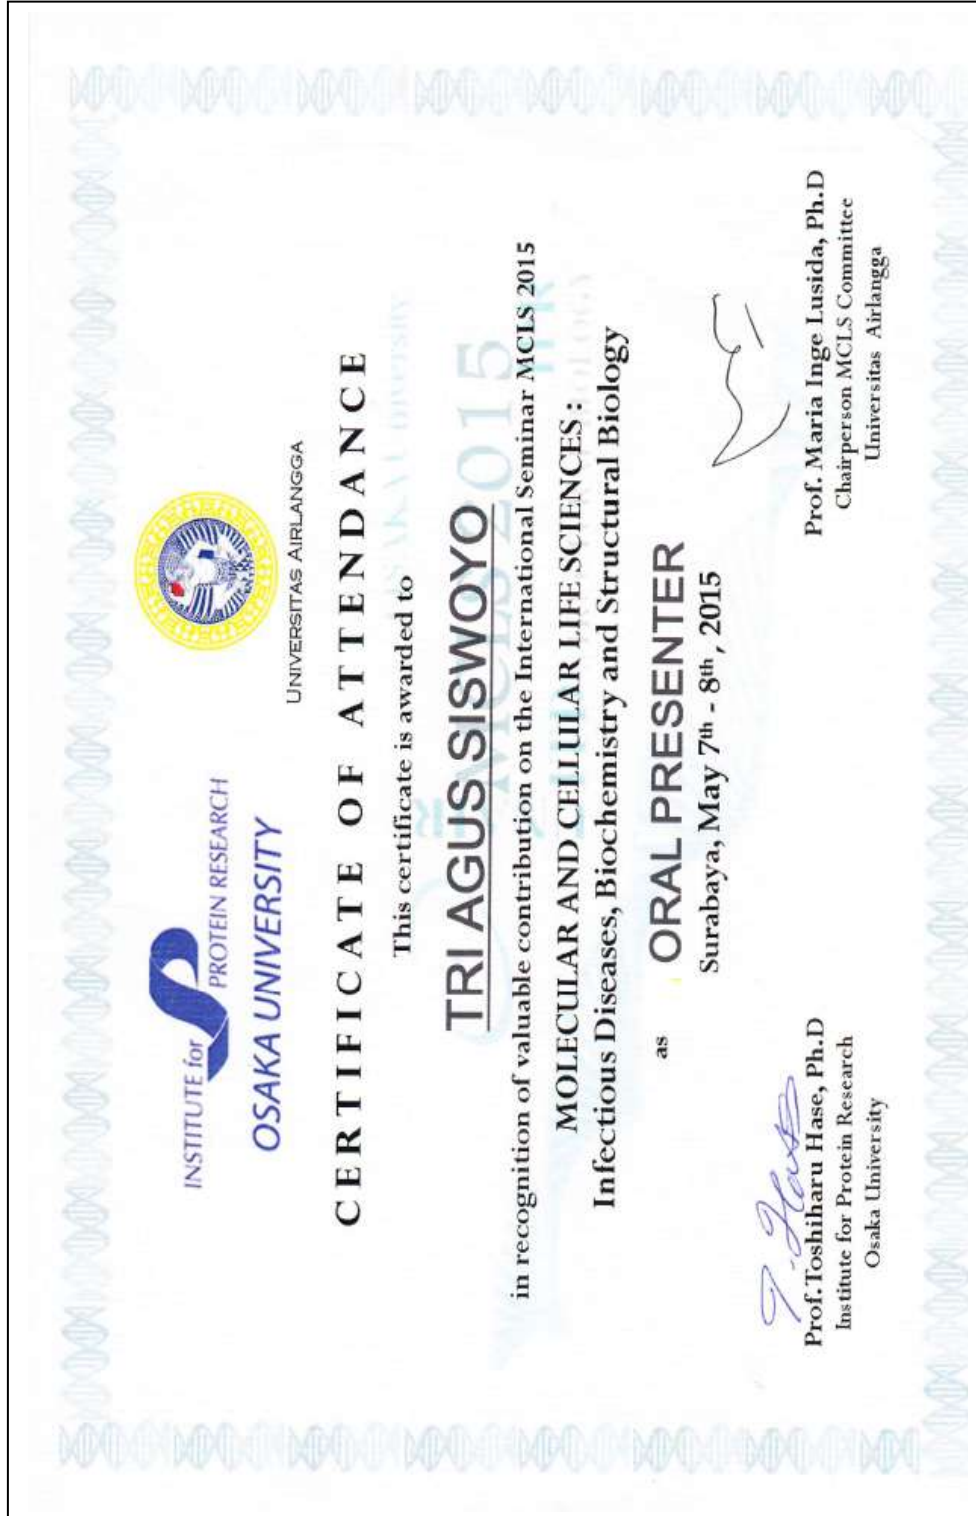 INSTITUTE for
PROTEIN RESEARCH
OSAKA UNIVERSITY
UNIVERSITAS AIRLANGGA
CERTIFICATE OF ATTENDANCE
This certificate is awarded to
TRI AGUS SISWOYO
in recognition of valuable contribution on the International Seminar MCLS 2015
MOLECULAR AND CELLULAR LIFE SCIENCES :
Infectious Diseases, Biochemistry and Structural Biology
as ORAL PRESENTER
Surabaya, May 7th - 8th, 2015
T. Hase
Prof. Toshiharu Hase, Ph.D
Institute for Protein Research
Osaka University
Prof. Maria Inge Lusida, Ph.D
Chairperson MCLS Committee
Universitas Airlangga